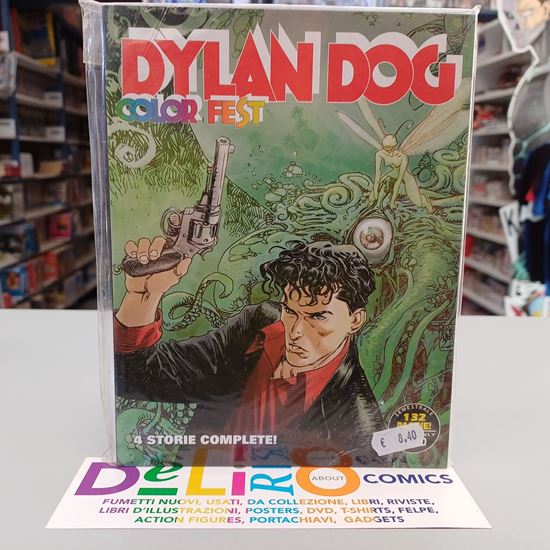 DYLAN DOG
COLOR FEST
4 STORIE COMPLETE!
SEMESTRALE
132
PAGINE!
€ 8,40
DeLiRiO ABOUT COMICS
FUMETTI NUOVI, USATI, DA COLLEZIONE, LIBRI, RIVISTE,
LIBRI D'ILLUSTRAZIONI, POSTERS, DVD, T-SHIRTS, FELPE,
ACTION FIGURES, PORTACHIAVI, GADGETS